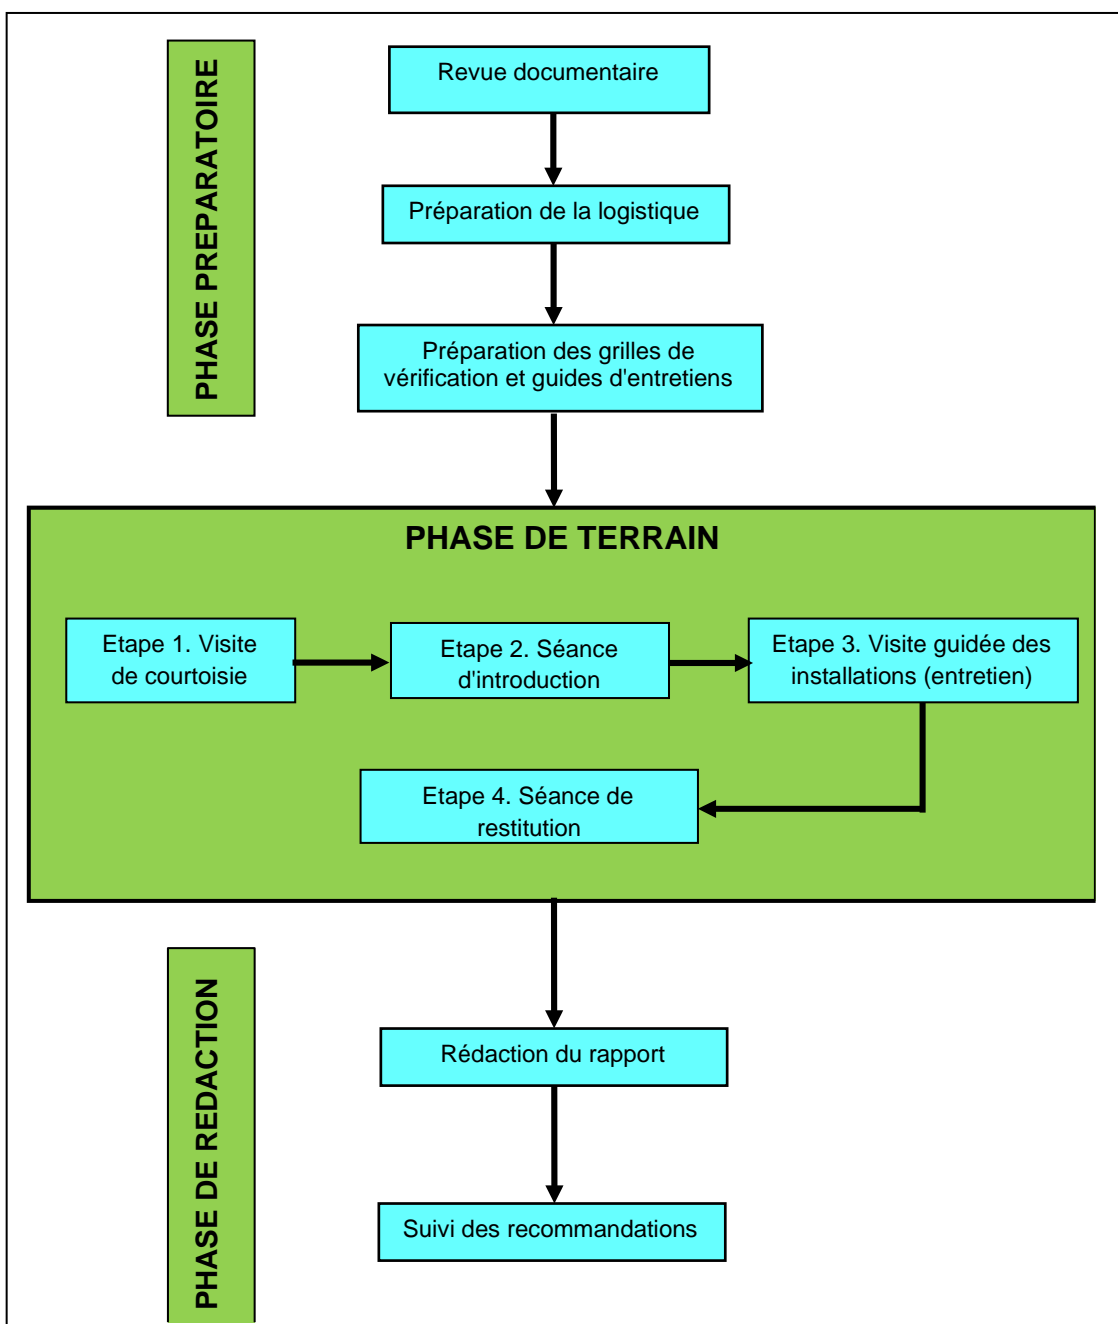 PHASE PREPARATOIRE
Revue documentaire
Préparation de la logistique
Préparation des grilles de
vérification et guides d'entretiens
PHASE DE TERRAIN
Etape 1. Visite
de courtoisie
Etape 2. Séance
d'introduction
Etape 3. Visite guidée des
installations (entretien)
Etape 4. Séance de
restitution
PHASE DE REDACTION
Rédaction du rapport
Suivi des recommandations